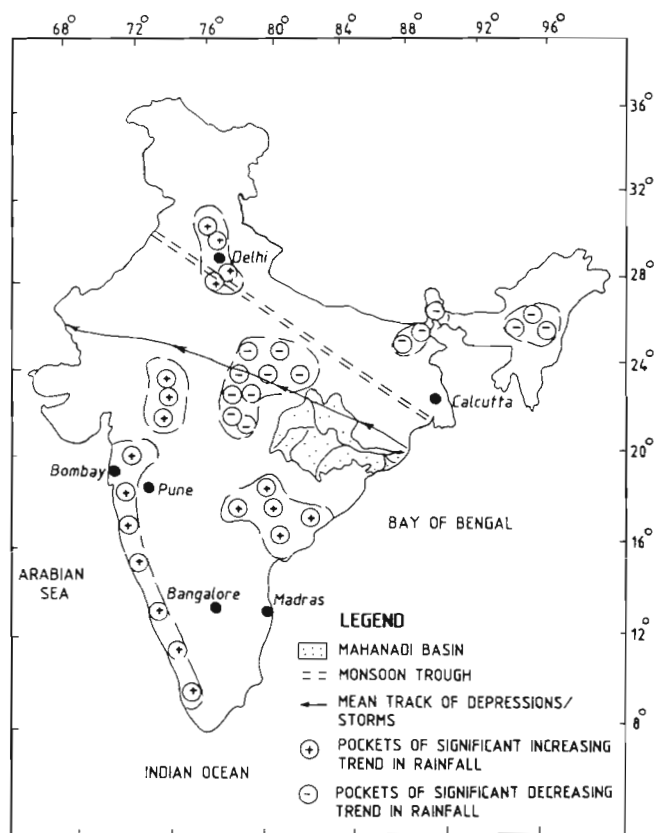 68° 72° 76° 80° 84° 88° 92° 96°
36°
32°
28°
24°
20°
16°
12°
8°
Delhi
Calcutta
Bombay
Pune
BAY OF BENGAL
ARABIAN
SEA
Bangalore
Madras
INDIAN OCEAN
LEGEND
MAHANADI BASIN
MONSOON TROUGH
MEAN TRACK OF DEPRESSIONS/
STORMS
+ POCKETS OF SIGNIFICANT INCREASING
TREND IN RAINFALL
- POCKETS OF SIGNIFICANT DECREASING
TREND IN RAINFALL